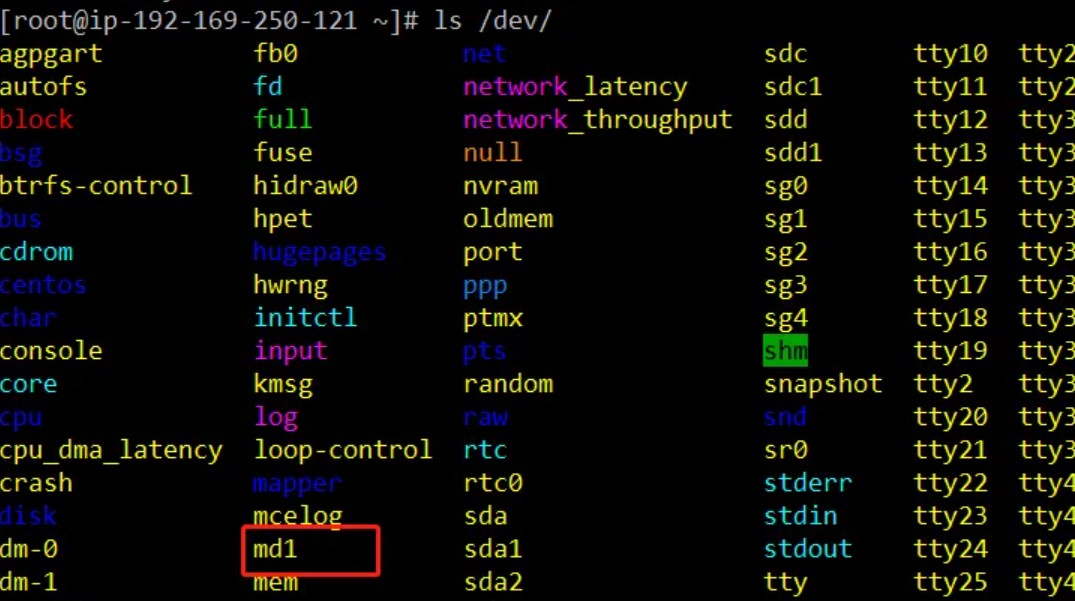 [root@ip-192-169-250-121 ~]# ls /dev/
agpgart fb0 net sdc tty10 tty2
autofs fd network_latency sdc1 tty11 tty2
block full network_throughput sdd tty12 tty3
bsg fuse null sdd1 tty13 tty3
btrfs-control hidraw0 nvram sg0 tty14 tty3
bus hpet oldmem sg1 tty15 tty3
cdrom hugepages port sg2 tty16 tty3
centos hwrng ppp sg3 tty17 tty3
char initctl ptmx sg4 tty18 tty3
console input pts shm tty19 tty3
core kmsg random snapshot tty2 tty3
cpu log raw snd tty20 tty3
cpu_dma_latency loop-control rtc sr0 tty21 tty3
crash mapper rtc0 stderr tty22 tty4
disk mcelog sda stdin tty23 tty4
dm-0 md1 sda1 stdout tty24 tty4
dm-1 mem sda2 tty tty25 tty4